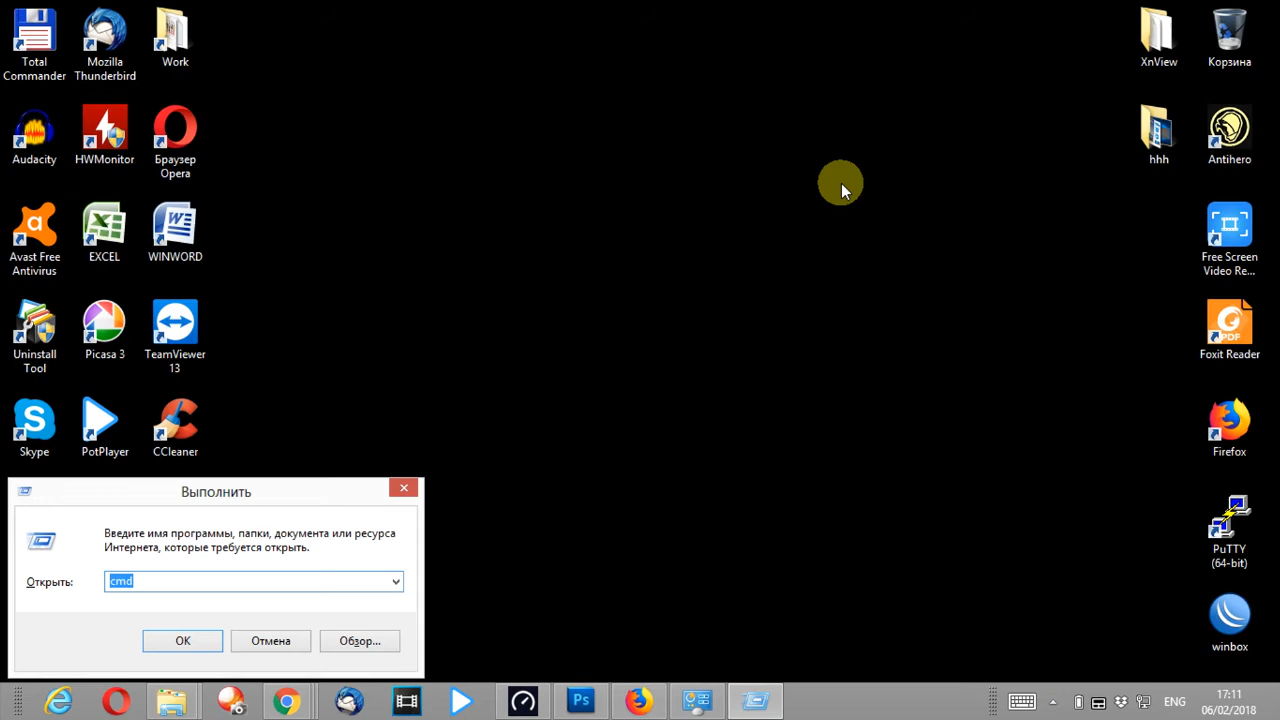 Total
Commander
Mozilla
Thunderbird
Work
XnView
Корзина
Audacity
HWMonitor
Браузер
Opera
hhh
Antihero
Avast Free
Antivirus
EXCEL
WINWORD
Free Screen
Video Re...
Uninstall
Tool
Picasa 3
TeamViewer
13
Foxit Reader
PDF
Skype
PotPlayer
CCleaner
Firefox
Выполнить
Введите имя программы, папки, документа или ресурса
Интернета, которые требуется открыть.
Открыть:
cmd
ОК
Отмена
Обзор...
PuTTY
(64-bit)
winbox
Ps
ENG
17:11
06/02/2018